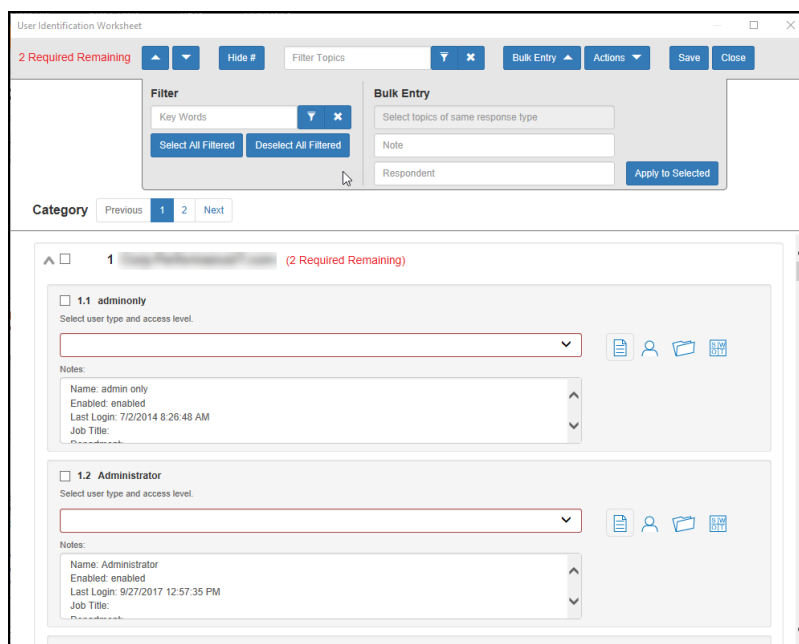 User Identification Worksheet
2 Required Remaining Hide # Filter Topics Bulk Entry Actions Save Close
Filter
Key Words
Select All Filtered Deselect All Filtered
Bulk Entry
Select topics of same response type
Note
Respondent
Apply to Selected
Category Previous 1 2 Next
1 (2 Required Remaining)
1.1 adminonly
Select user type and access level.
S W
O T
Notes:
Name: admin only
Enabled: enabled
Last Login: 7/2/2014 8:26:48 AM
Job Title:
Department:
1.2 Administrator
Select user type and access level.
S W
O T
Notes:
Name: Administrator
Enabled: enabled
Last Login: 9/27/2017 12:57:35 PM
Job Title:
Department: